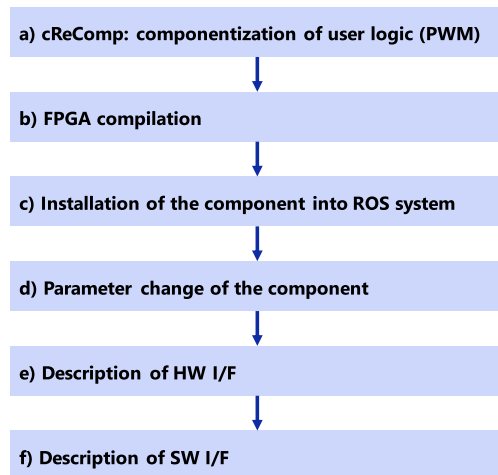 a) cReComp: componentization of user logic (PWM)
b) FPGA compilation
c) Installation of the component into ROS system
d) Parameter change of the component
e) Description of HW I/F
f) Description of SW I/F